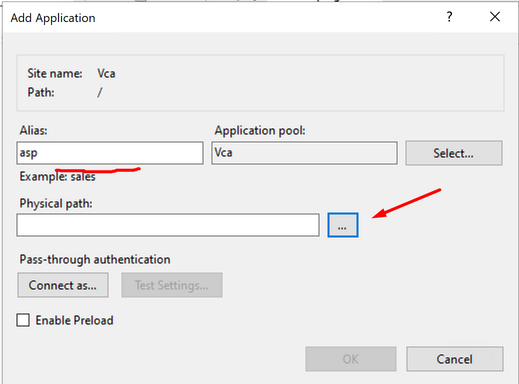 Add Application
?
Site name: Vca
Path: /
Alias: Application pool:
asp Vca Select...
Example: sales
Physical path:
...
Pass-through authentication
Connect as... Test Settings...
Enable Preload
OK Cancel